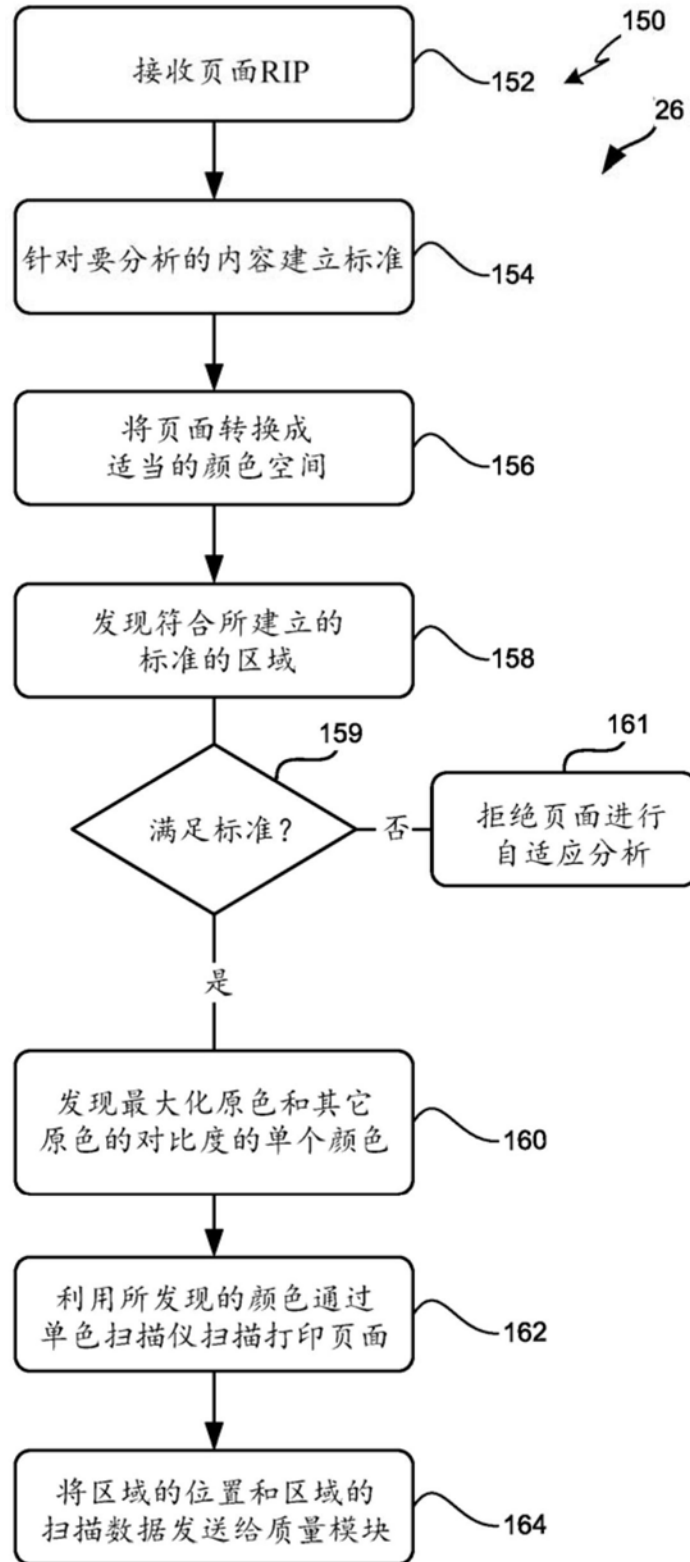 150
接收页面RIP
152
26
针对要分析的内容建立标准
154
将页面转换成
适当的颜色空间
156
发现符合所建立的
标准的区域
158
159
161
满足标准?
否
拒绝页面进行
自适应分析
是
发现最大化原色和其它
原色的对比度的单个颜色
160
利用所发现的颜色通过
单色扫描仪扫描打印页面
162
将区域的位置和区域的
扫描数据发送给质量模块
164